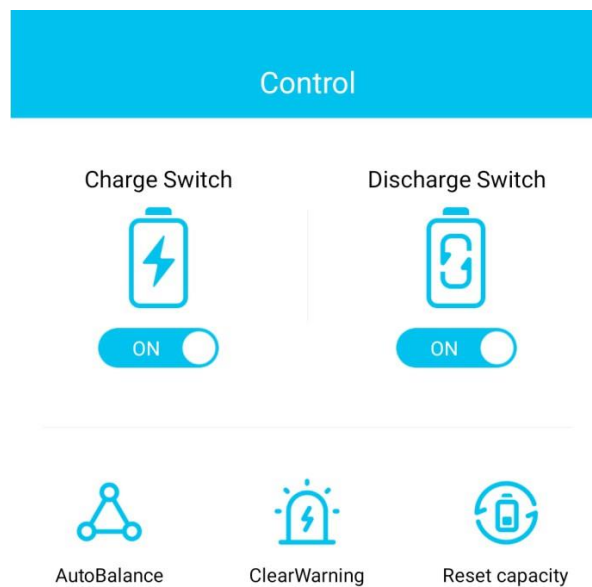 Control
Charge Switch
Discharge Switch
ON
ON
AutoBalance
ClearWarning
Reset capacity